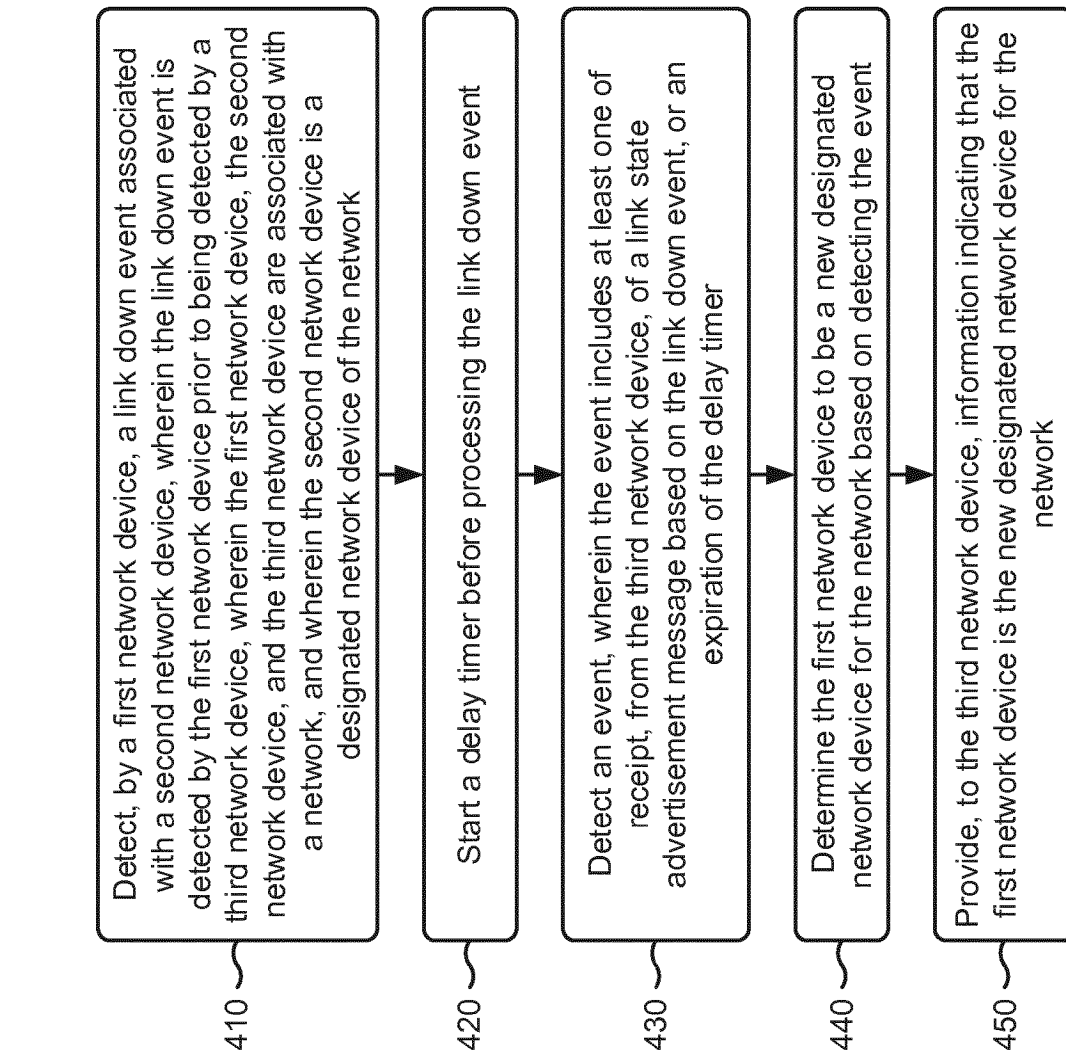 410
Detect, by a first network device, a link down event associated
with a second network device, wherein the link down event is
detected by the first network device prior to being detected by a
third network device, wherein the first network device, the second
network device, and the third network device are associated with
a network, and wherein the second network device is a
designated network device of the network
420
Start a delay timer before processing the link down event
430
Detect an event, wherein the event includes at least one of
receipt, from the third network device, of a link state
advertisement message based on the link down event, or an
expiration of the delay timer
440
Determine the first network device to be a new designated
network device for the network based on detecting the event
450
Provide, to the third network device, information indicating that the
first network device is the new designated network device for the
network